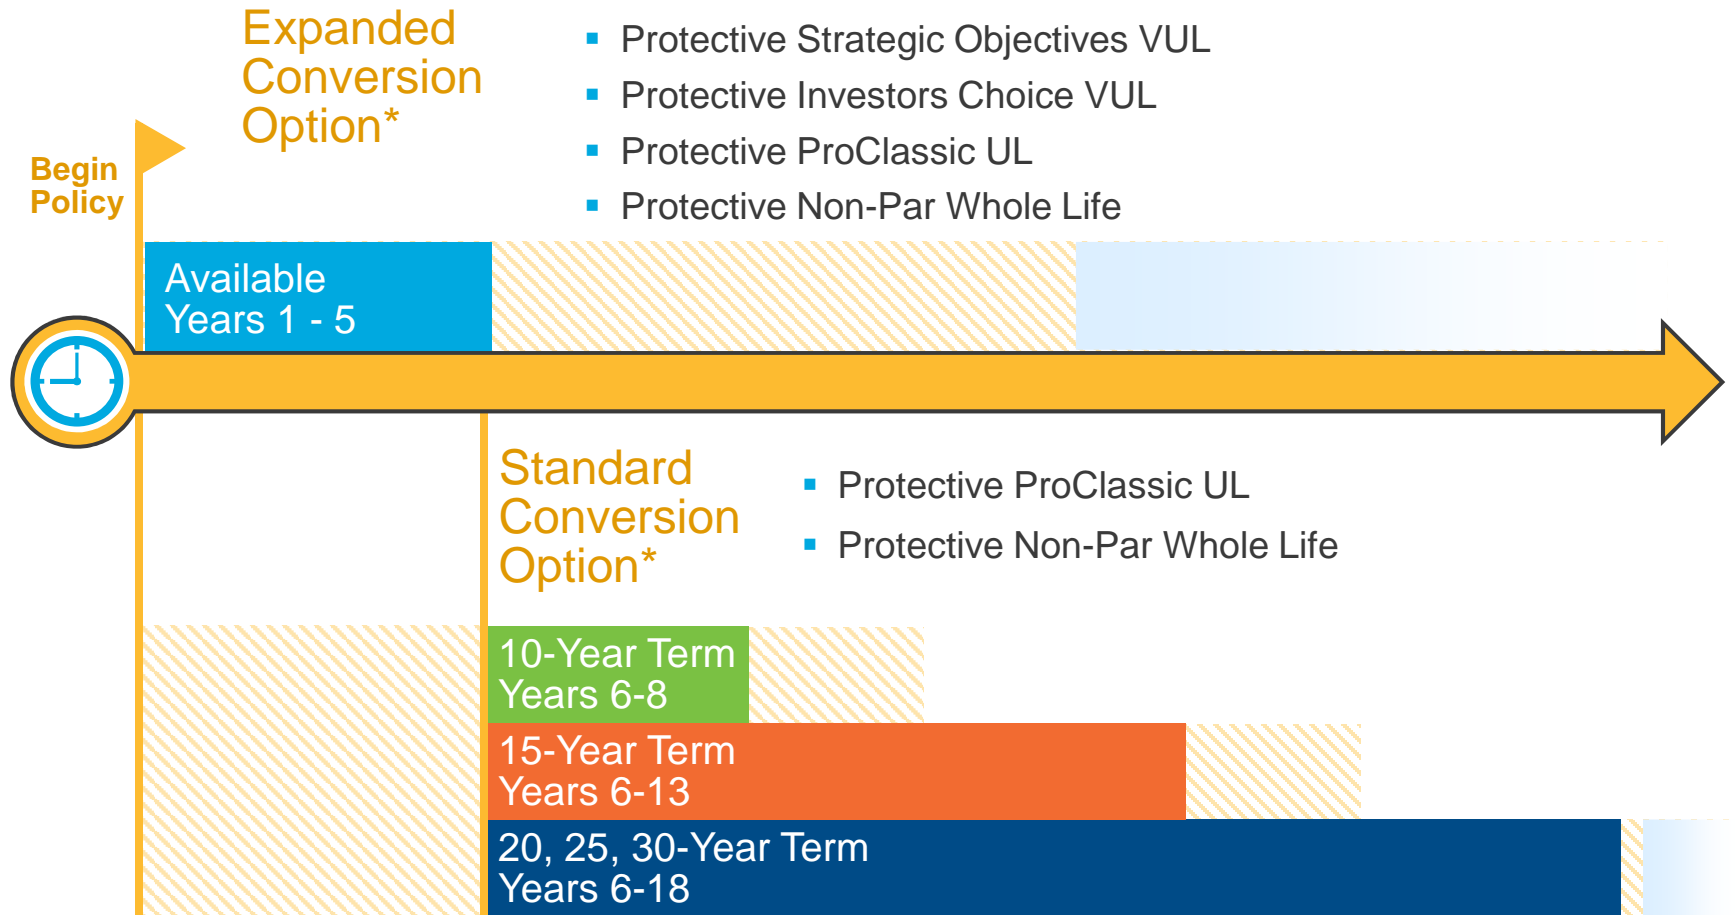 Expanded
Conversion
Option*
Protective Strategic Objectives VUL
Protective Investors Choice VUL
Protective ProClassic UL
Protective Non-Par Whole Life
Begin
Policy
Available
Years 1 - 5
Standard
Conversion
Option*
Protective ProClassic UL
Protective Non-Par Whole Life
10-Year Term
Years 6-8
15-Year Term
Years 6-13
20, 25, 30-Year Term
Years 6-18